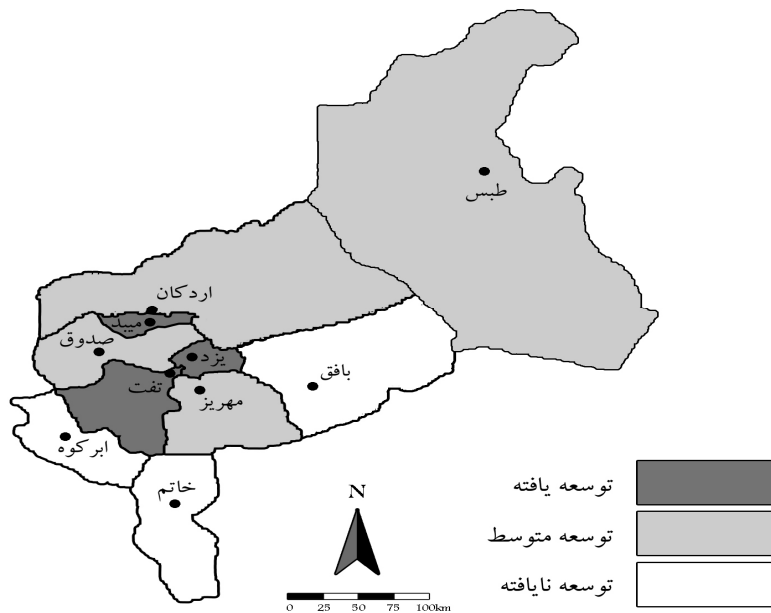 طبس
اردکان
میبد
صدوق
یزد
تفت
بافق
مهریز
ابرکوه
خاتم
N
توسعه یافته
توسعه متوسط
توسعه نایافته
0 25 50 75 100km